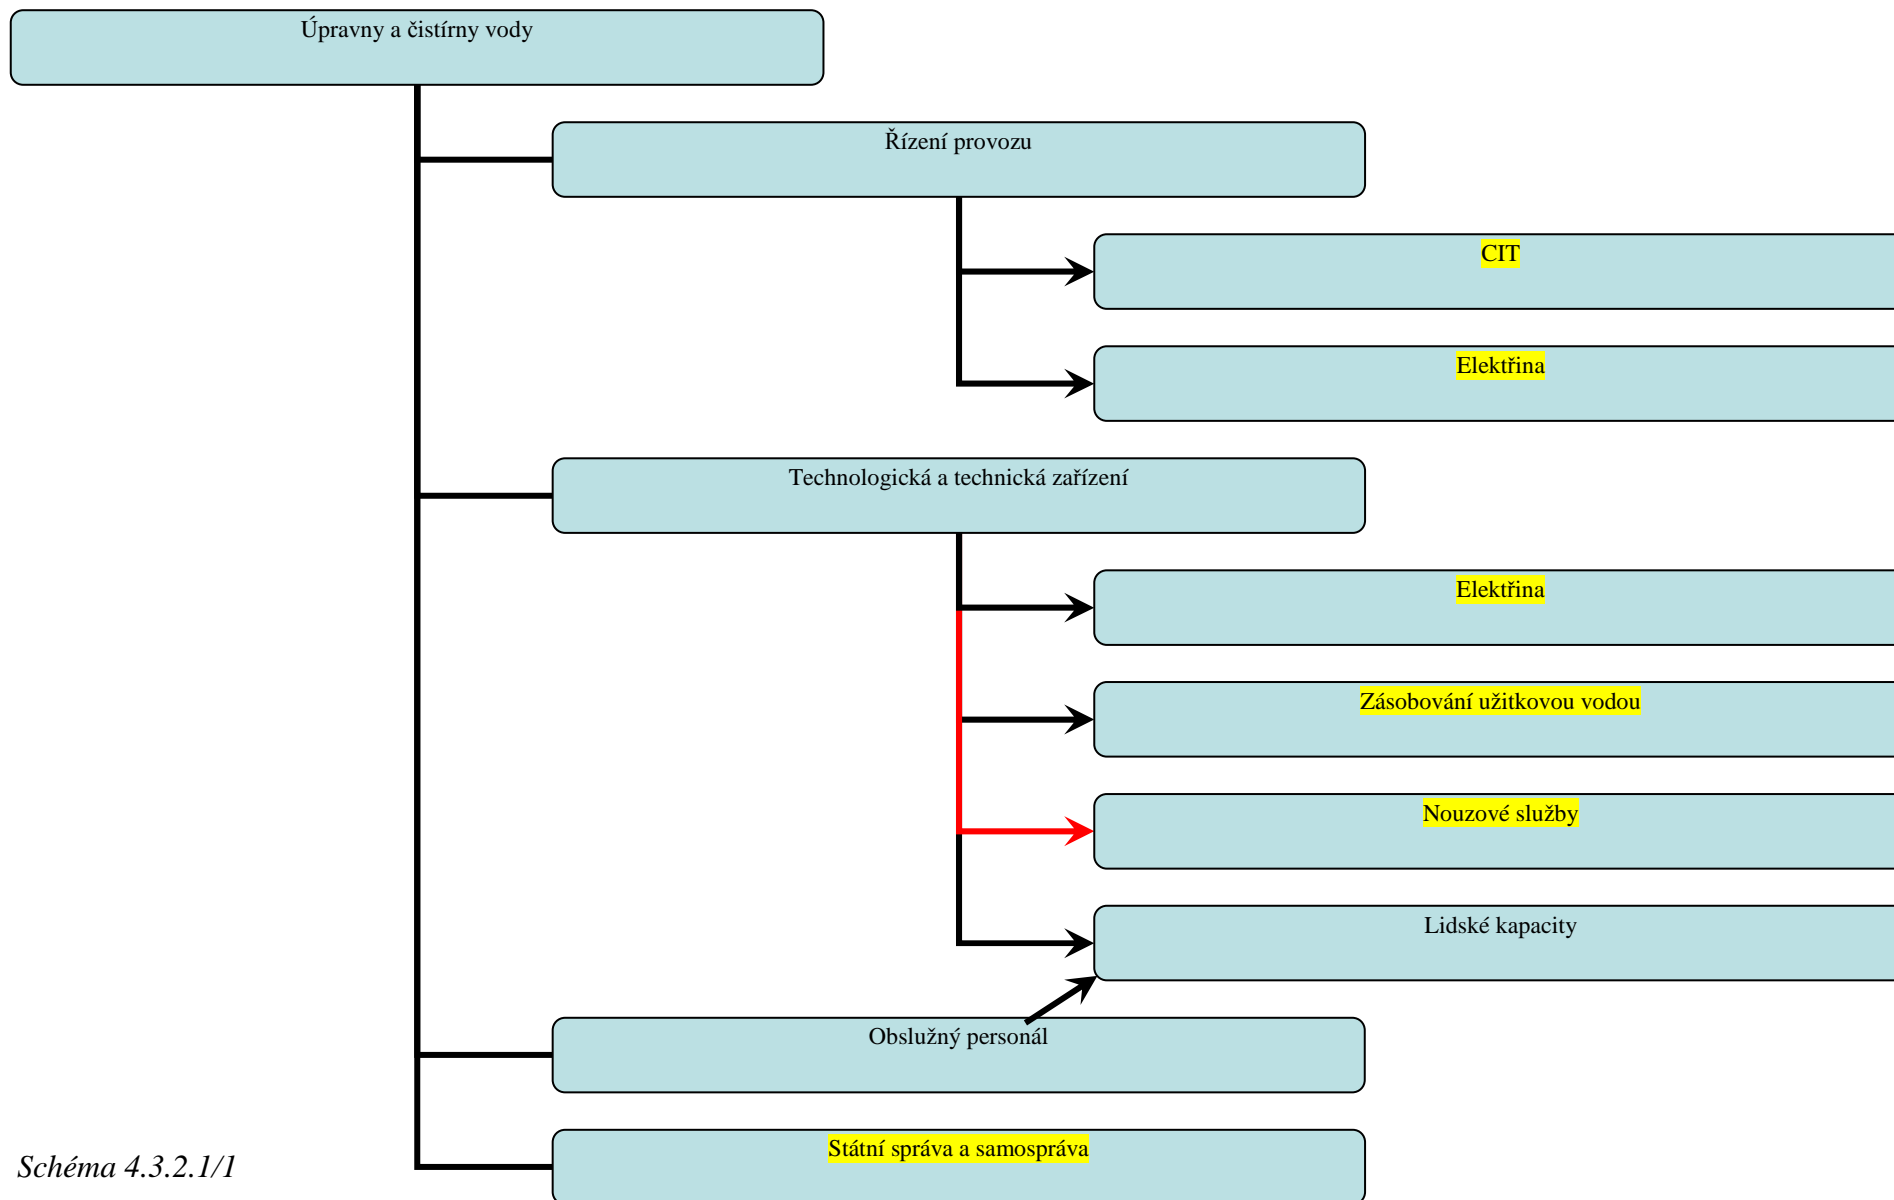 Úpravny a čistírny vody
Řízení provozu
CIT
Elektřina
Technologická a technická zařízení
Elektřina
Zásobování užitkovou vodou
Nouzové služby
Lidské kapacity
Obslužný personál
Státní správa a samospráva
Schéma 4.3.2.1/1